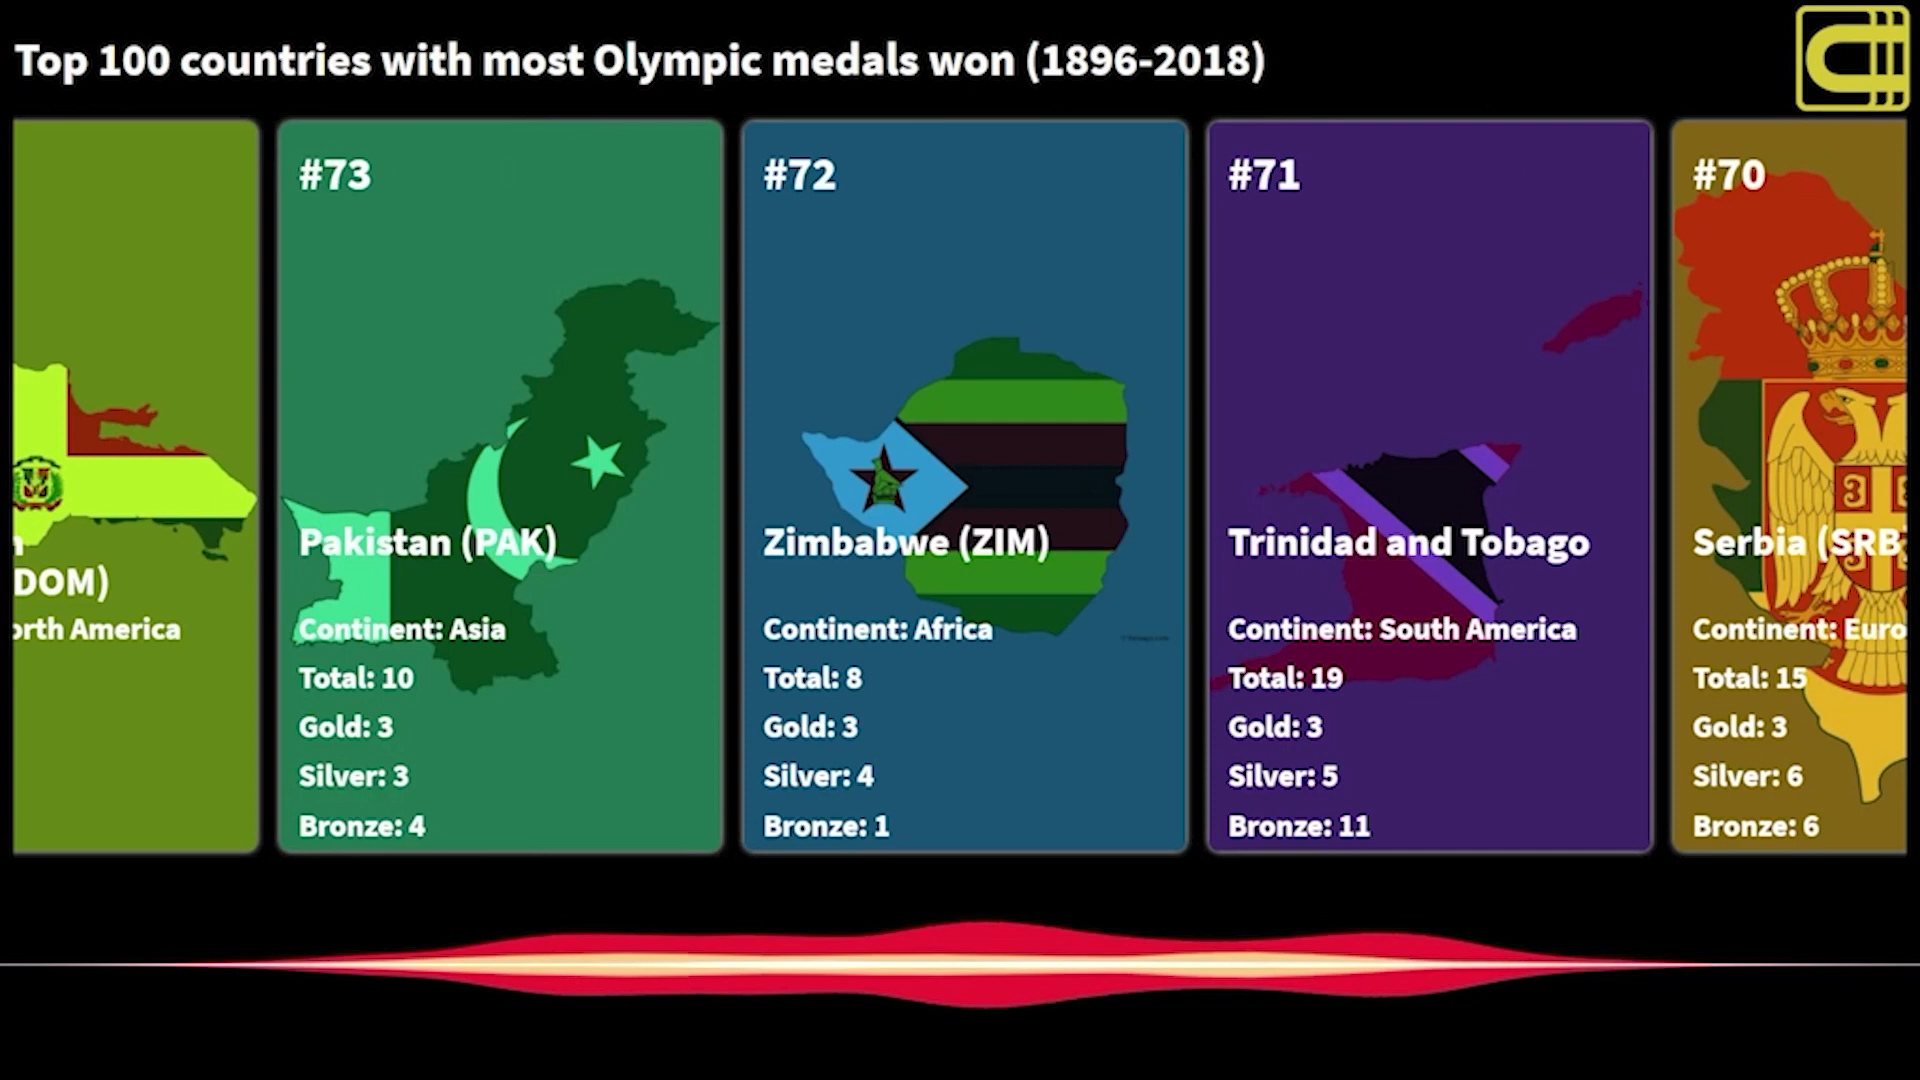 Top 100 countries with most Olympic medals won (1896-2018)
DOM)
orth America
#73
Pakistan (PAK)
Continent: Asia
Total: 10
Gold: 3
Silver: 3
Bronze: 4
#72
Zimbabwe (ZIM)
Continent: Africa
Total: 8
Gold: 3
Silver: 4
Bronze: 1
#71
Trinidad and Tobago
Continent: South America
Total: 19
Gold: 3
Silver: 5
Bronze: 11
#70
Serbia (SRB
Continent: Euro
Total: 15
Gold: 3
Silver: 6
Bronze: 6